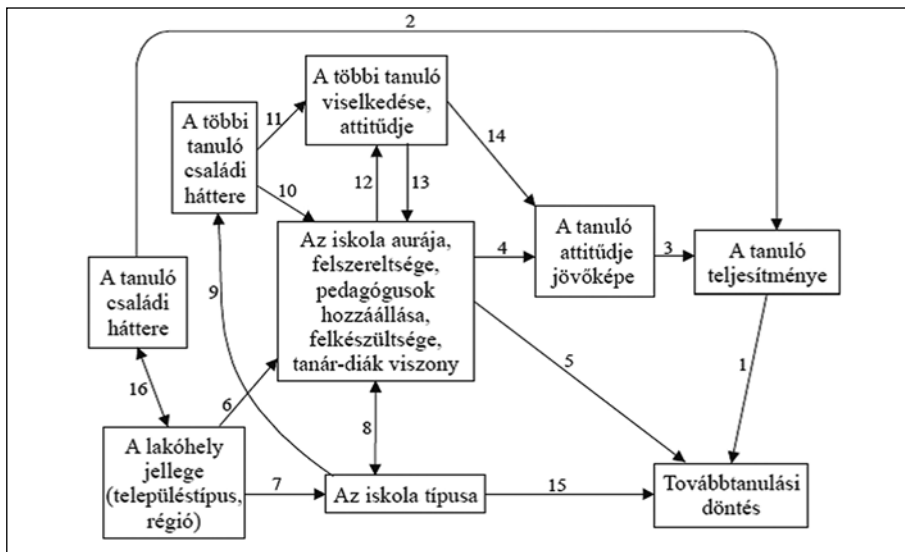 2
A többi tanuló
viselkedése,
attitűdje
11
14
A többi
tanuló
családi
háttere
10
12
13
Az iskola aurája,
felszereltsége,
pedagógusok
hozzáállása,
felkészültsége,
tanár-diák viszony
4
A tanuló
attitűdje
jövőképe
3
A tanuló
teljesítménye
A tanuló
családi
háttere
9
5
1
16
6
8
A lakóhely
jellege
(településtípus,
régió)
7
Az iskola típusa
15
Továbbtanulási
döntés